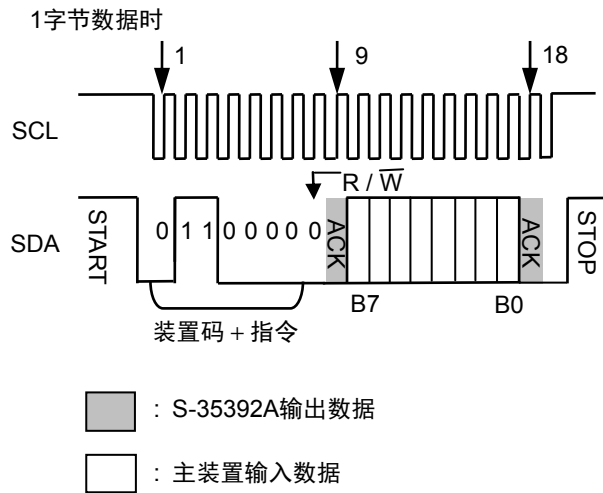 1字节数据时
1 9 18
SCL
R / W̅
SDA START 0 1 1 0 0 0 0 0 ACK ACK STOP
B7 B0
装置码 + 指令
: S-35392A输出数据
: 主装置输入数据